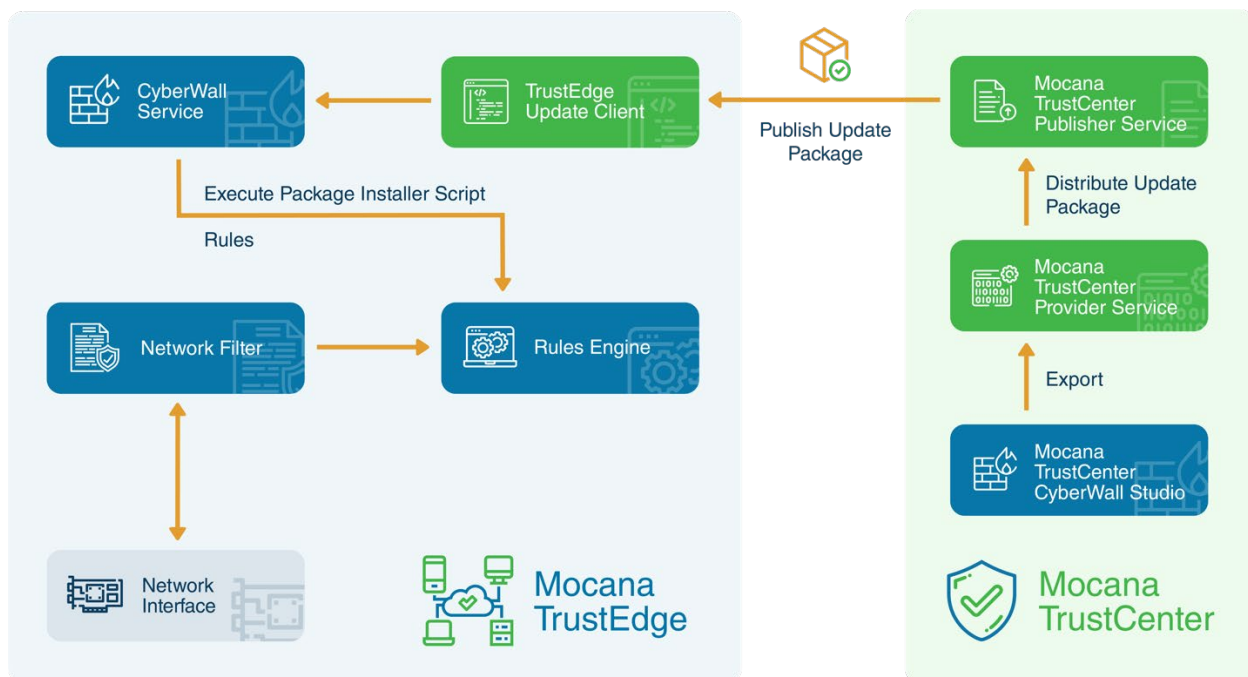 CyberWall
Service
TrustEdge
Update Client
Publish Update
Package
Mocana
TrustCenter
Publisher Service
Execute Package Installer Script
Rules
Distribute Update
Package
Mocana
TrustCenter
Provider Service
Network Filter
Rules Engine
Export
Mocana
TrustCenter
CyberWall Studio
Network
Interface
Mocana
TrustEdge
Mocana
TrustCenter